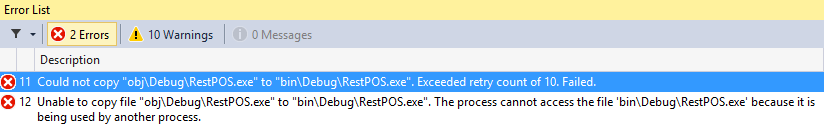 Error List
2 Errors 10 Warnings 0 Messages
Description
11 Could not copy "obj\Debug\RestPOS.exe" to "bin\Debug\RestPOS.exe". Exceeded retry count of 10. Failed.
12 Unable to copy file "obj\Debug\RestPOS.exe" to "bin\Debug\RestPOS.exe". The process cannot access the file 'bin\Debug\RestPOS.exe' because it is
being used by another process.